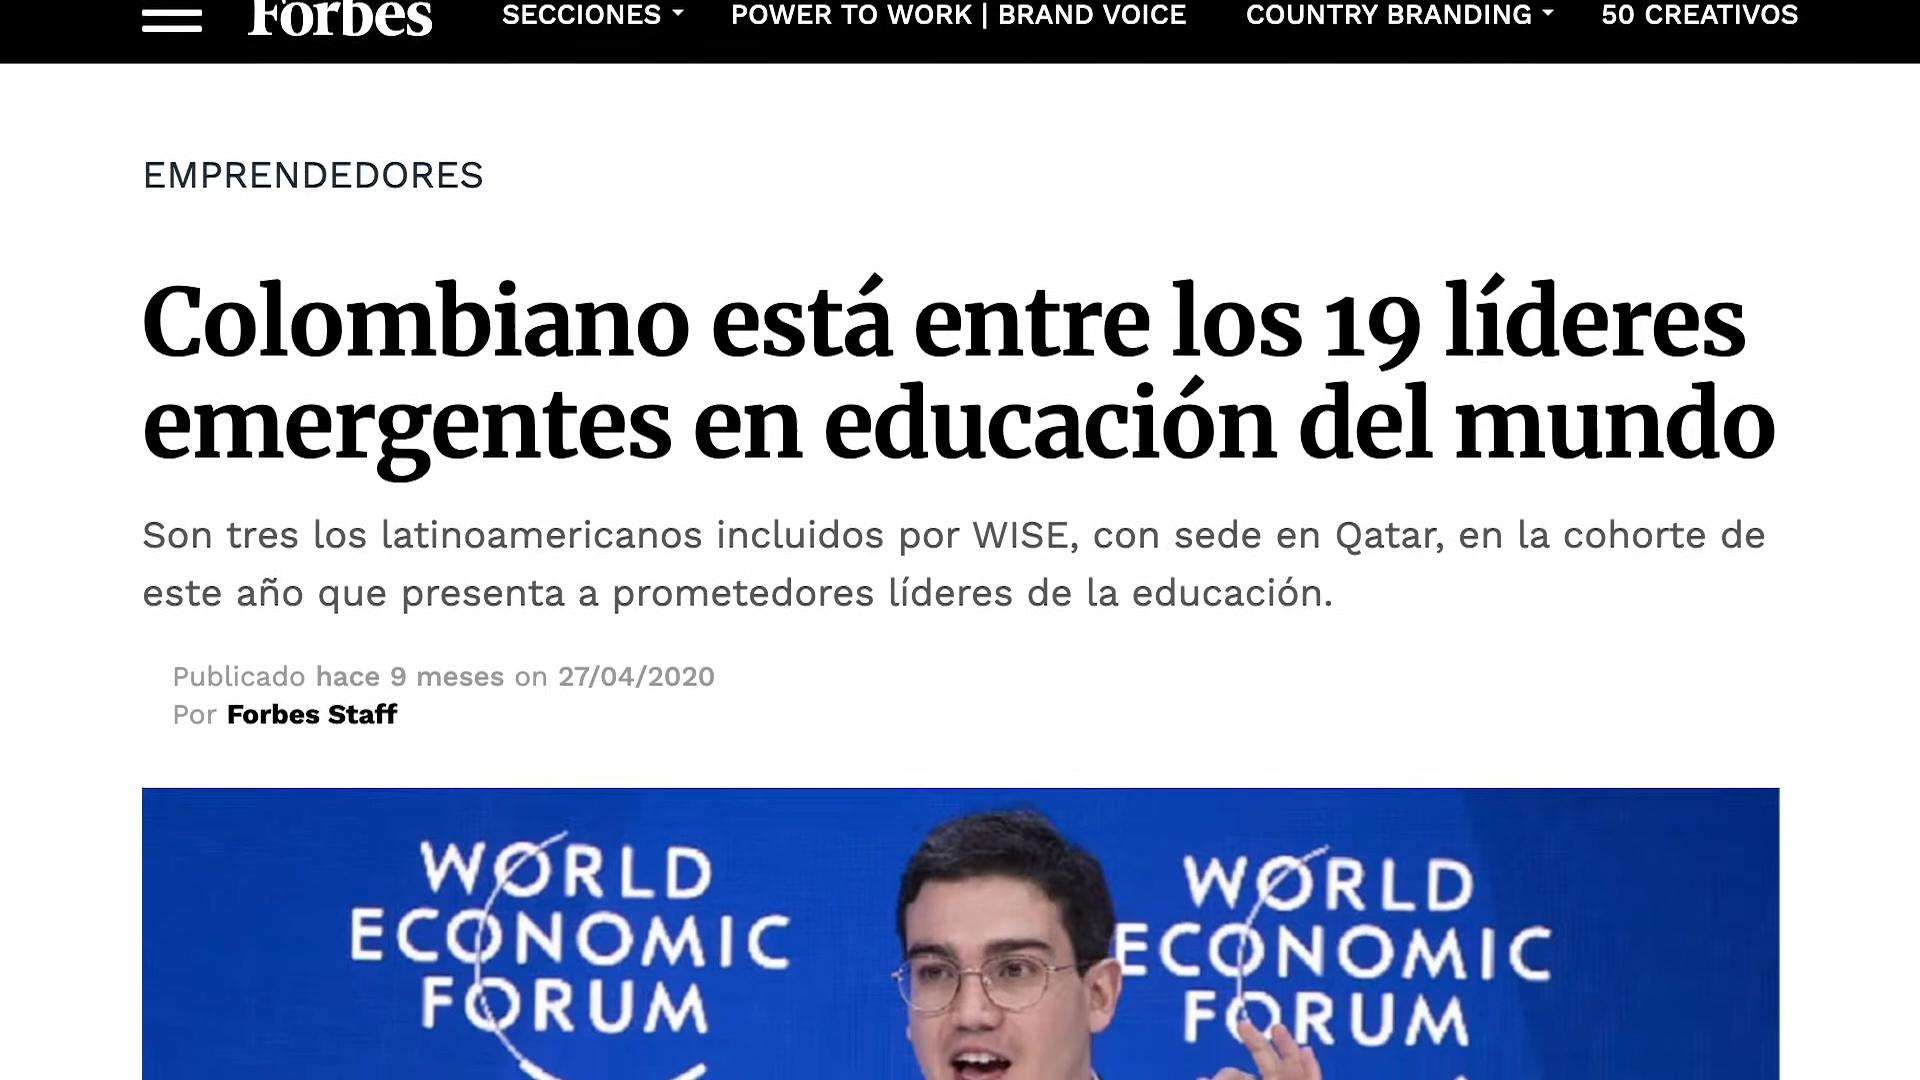 Forbes SECCIONES POWER TO WORK | BRAND VOICE COUNTRY BRANDING 50 CREATIVOS
EMPRENDEDORES
Colombiano está entre los 19 líderes
emergentes en educación del mundo
Son tres los latinoamericanos incluidos por WISE, con sede en Qatar, en la cohorte de
este año que presenta a prometedores líderes de la educación.
Publicado hace 9 meses on 27/04/2020
Por Forbes Staff
WORLD
ECONOMIC
FORUM
WORLD
ECONOMIC
FORUM